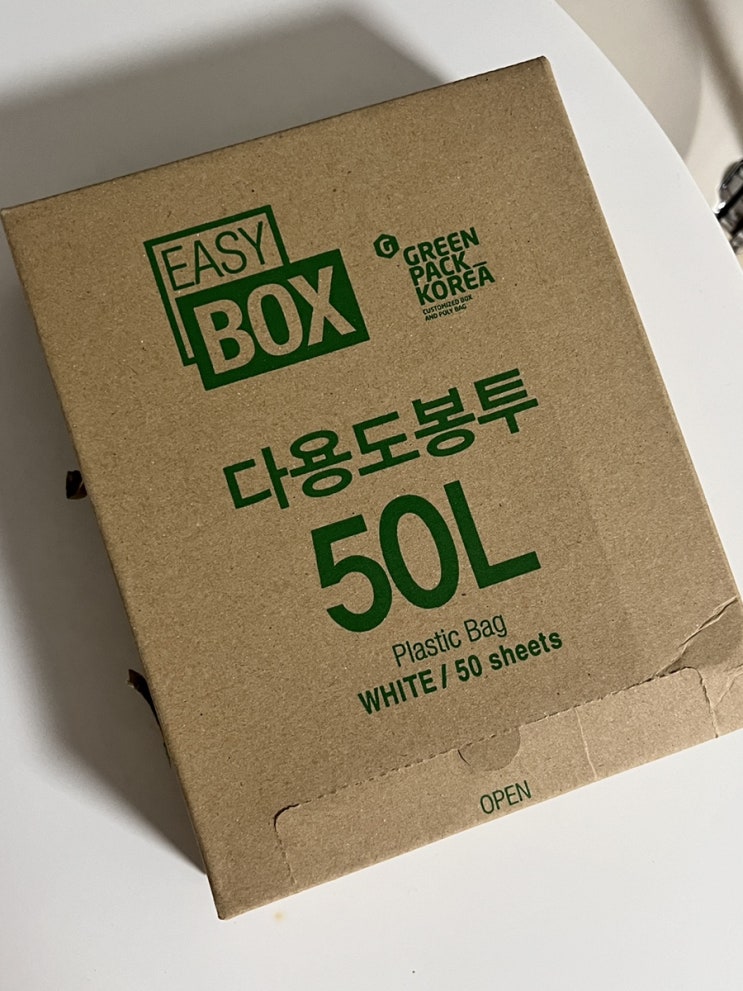 EASY
BOX
G
GREEN
PACK_
KOREA
CUSTOMIZED BOX
AND POLY BAG
다용도봉투
50L
Plastic Bag
WHITE / 50 sheets
OPEN